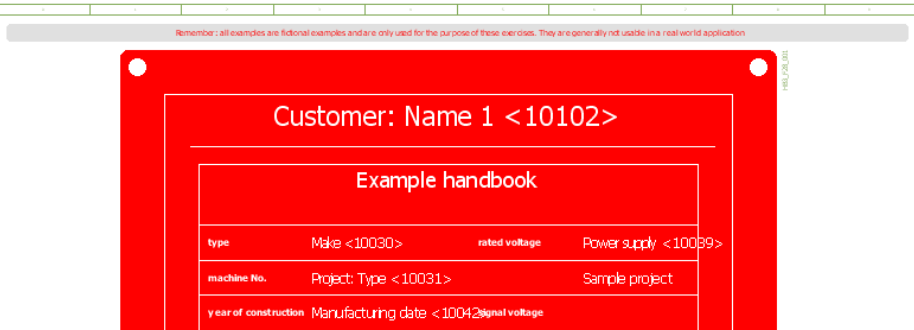 Remember: all examples are fictional examples and are only used for the purpose of these exercises. They are generally not usable in a real world application
H80_F28_001
Customer: Name 1 <10102>
Example handbook
type Make <10030> rated voltage Power supply <10039>
machine No. Project: Type <10031> Sample project
year of construction Manufacturing date <10042> signal voltage